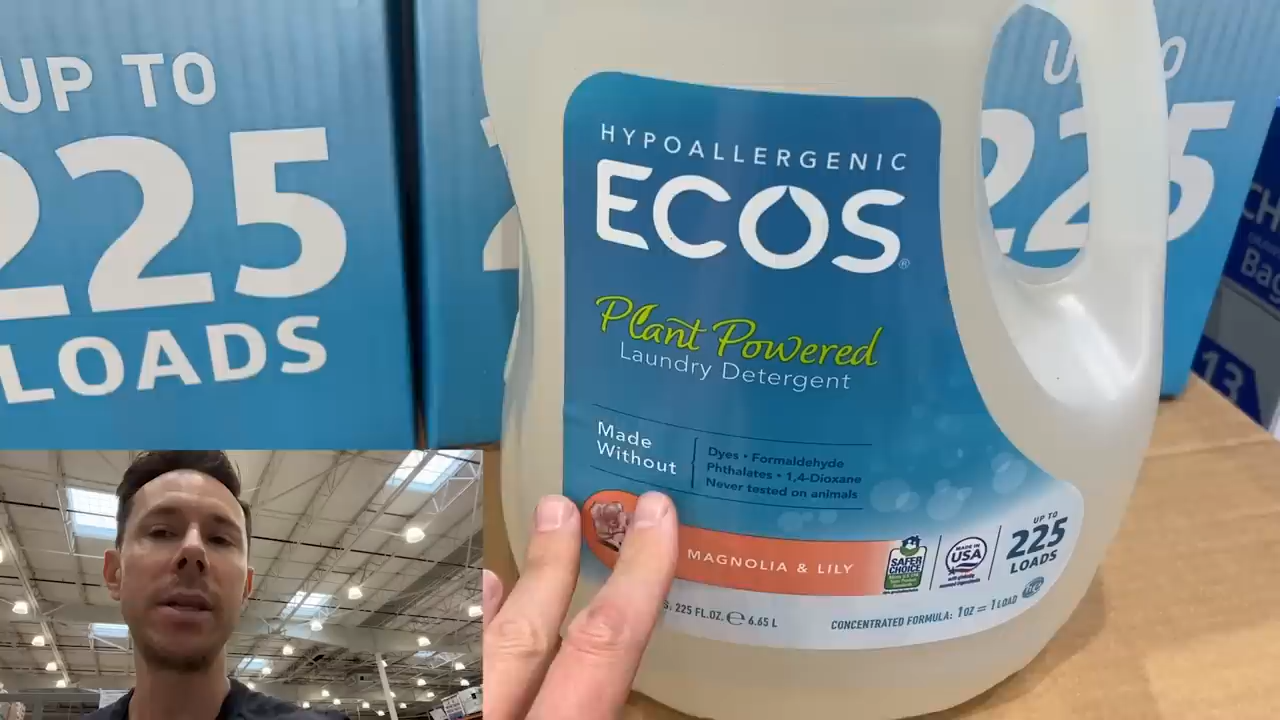 UP TO
225
LOADS
HYPOALLERGENIC
ECOS®
Plant Powered
Laundry Detergent
Made
Without
Dyes • Formaldehyde
Phthalates • 1,4-Dioxane
Never tested on animals
MAGNOLIA & LILY
SAFER
CHOICE
MADE IN
USA
UP TO
225
LOADS
225 FL.OZ. ℮ 6.65 L
CONCENTRATED FORMULA: 1OZ = 1 LOAD
225
CH
Bag
13